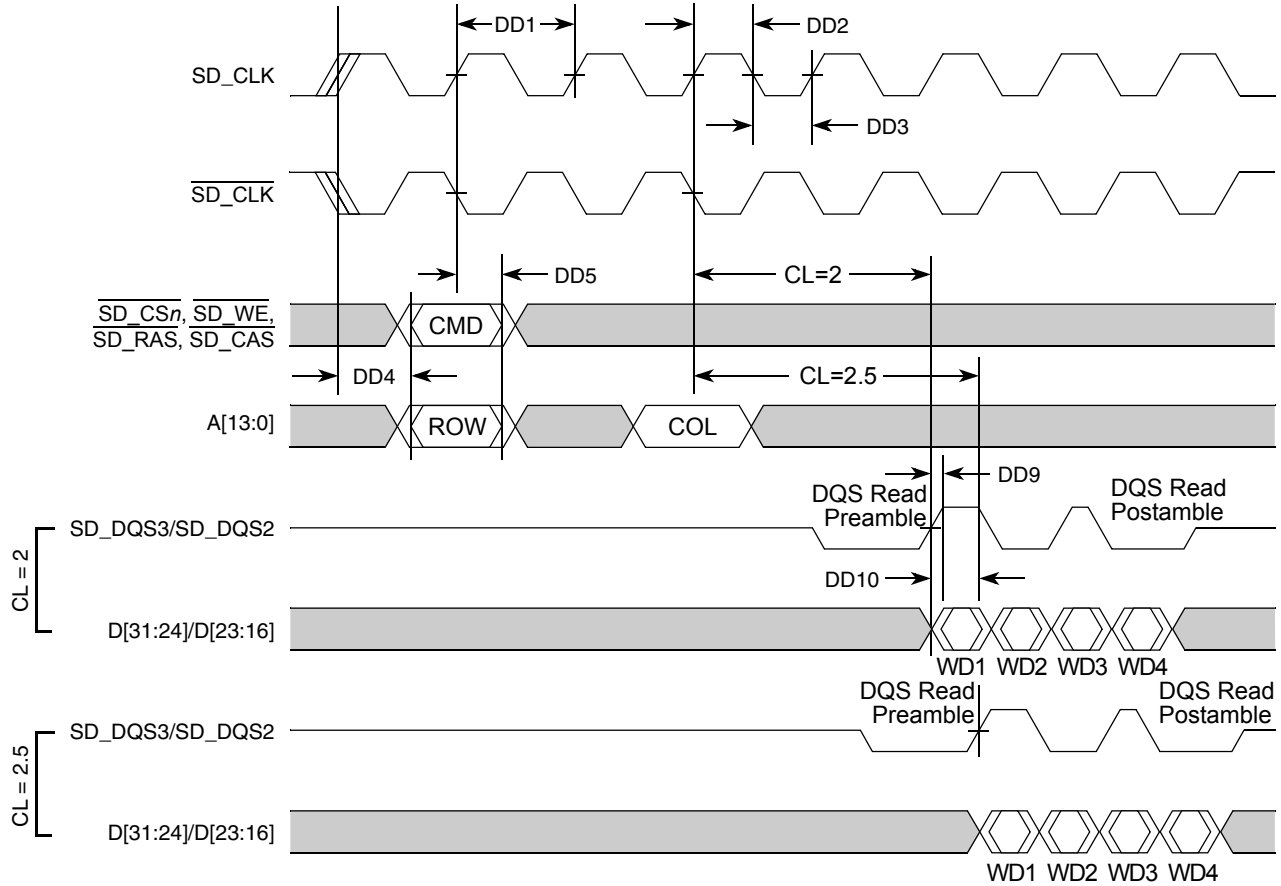 DD1
DD2
SD_CLK
DD3
SD_CLK
DD5
CL=2
SD_CSn, SD_WE,
SD_RAS, SD_CAS
CMD
DD4
CL=2.5
A[13:0]
ROW
COL
DD9
DQS Read
Preamble
DQS Read
Postamble
SD_DQS3/SD_DQS2
CL = 2
DD10
D[31:24]/D[23:16]
WD1 WD2 WD3 WD4
DQS Read
Preamble
DQS Read
Postamble
SD_DQS3/SD_DQS2
CL = 2.5
D[31:24]/D[23:16]
WD1 WD2 WD3 WD4